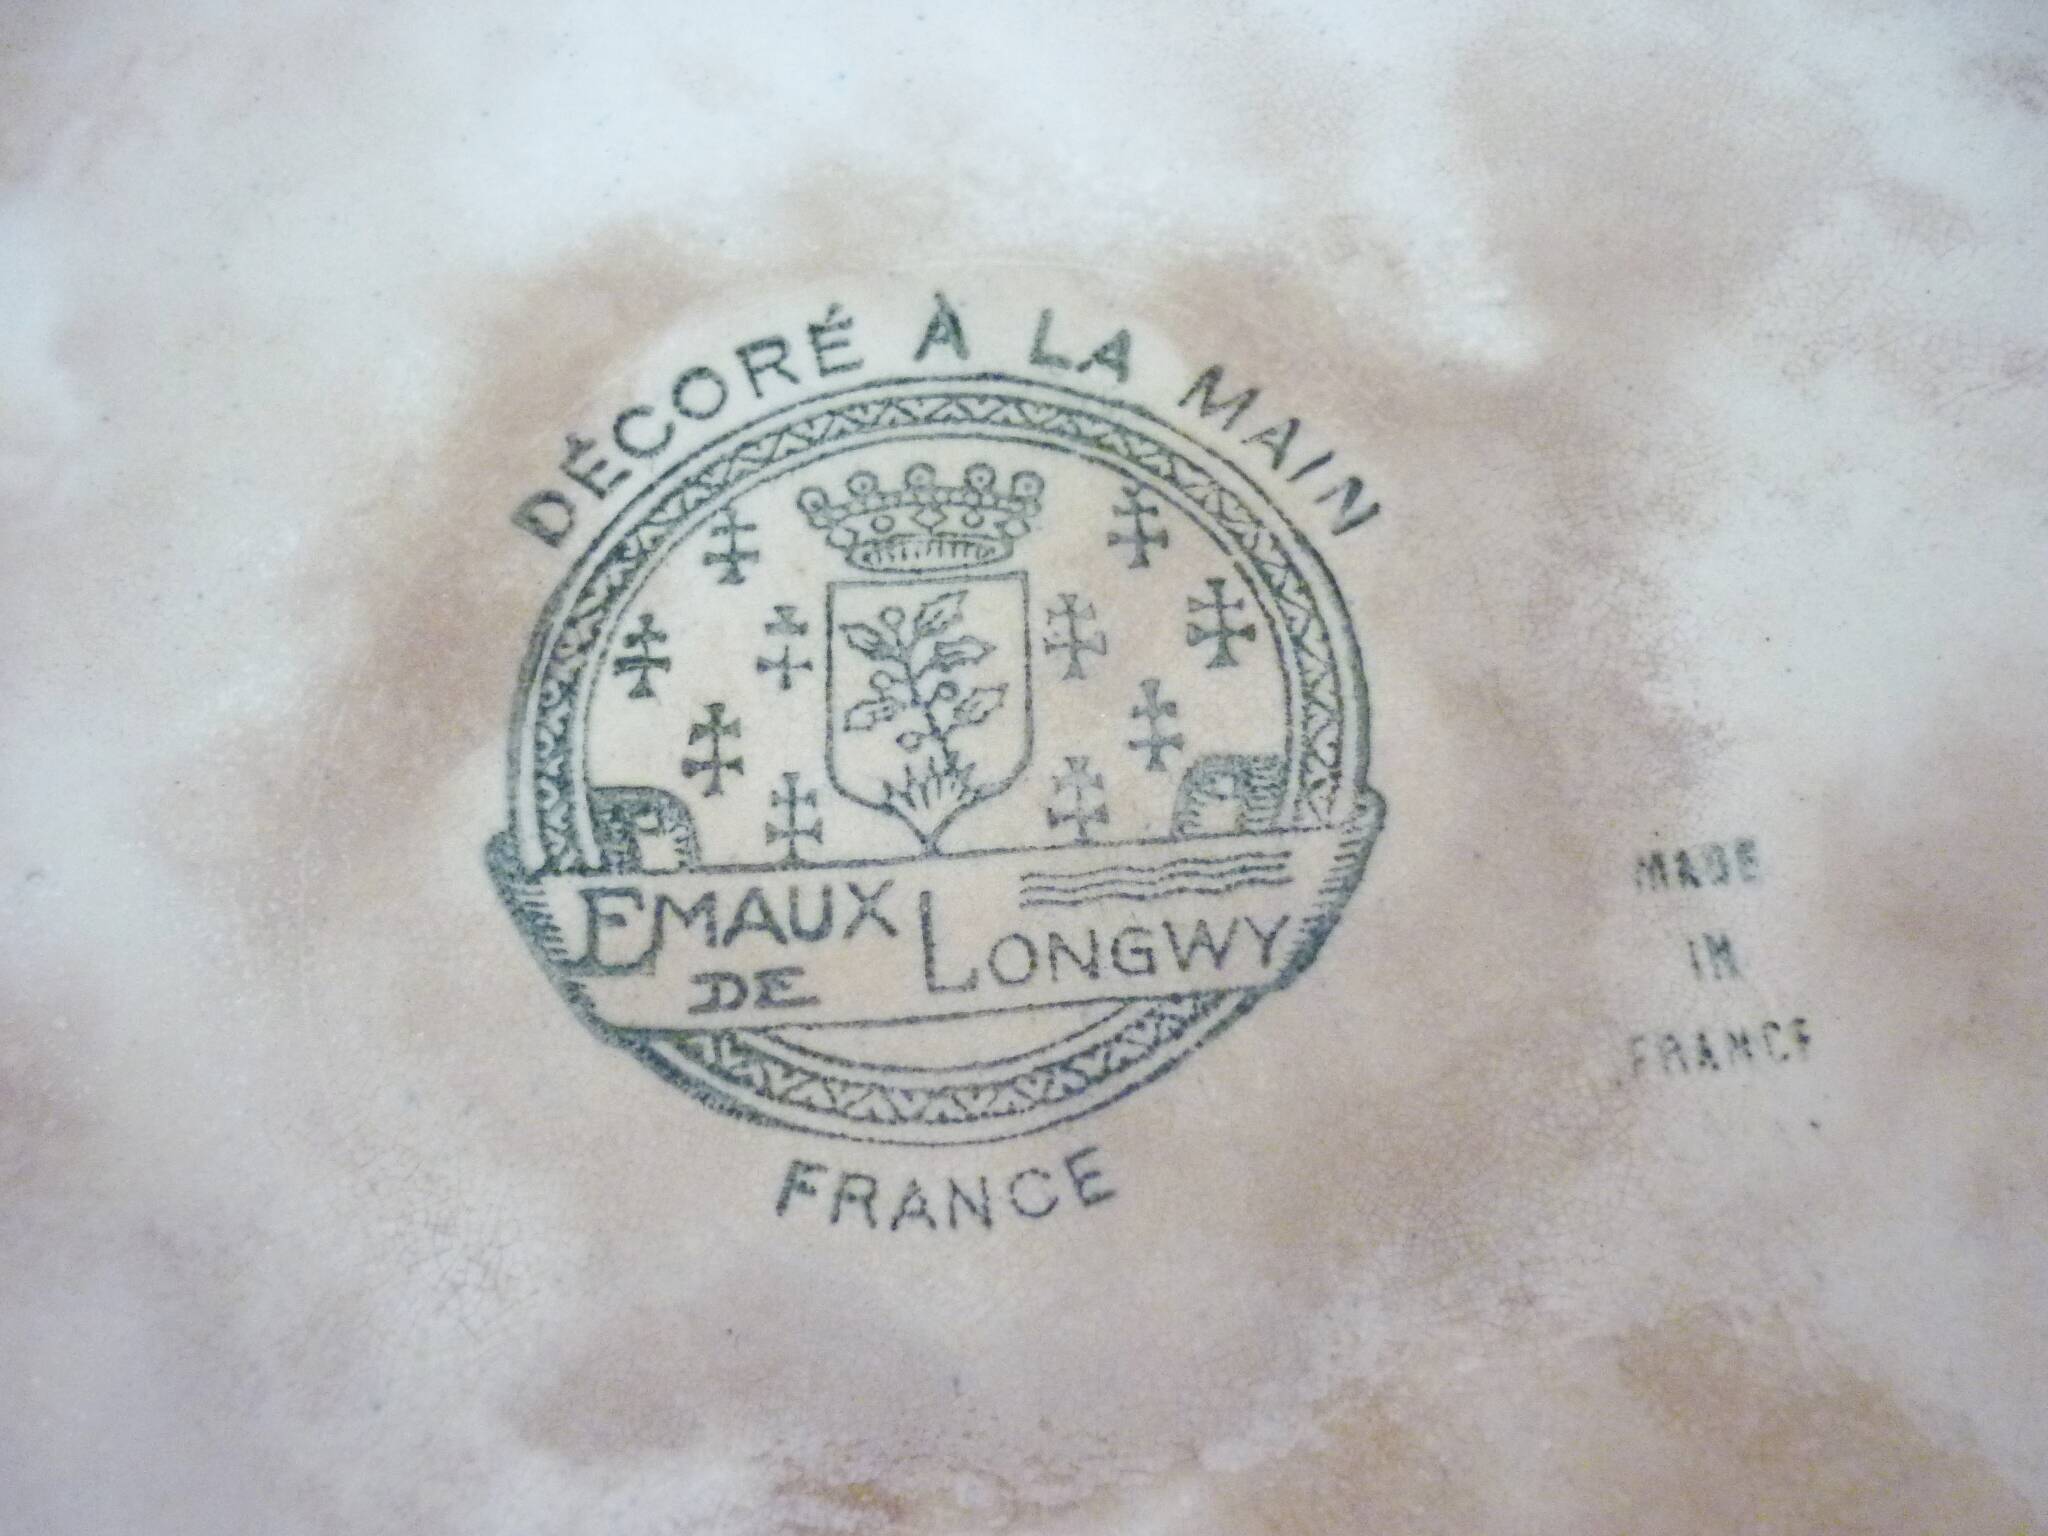 DÉCORÉ À LA MAIN
EMAUX
DE LONGWY
FRANCE
MADE
IN
FRANCE